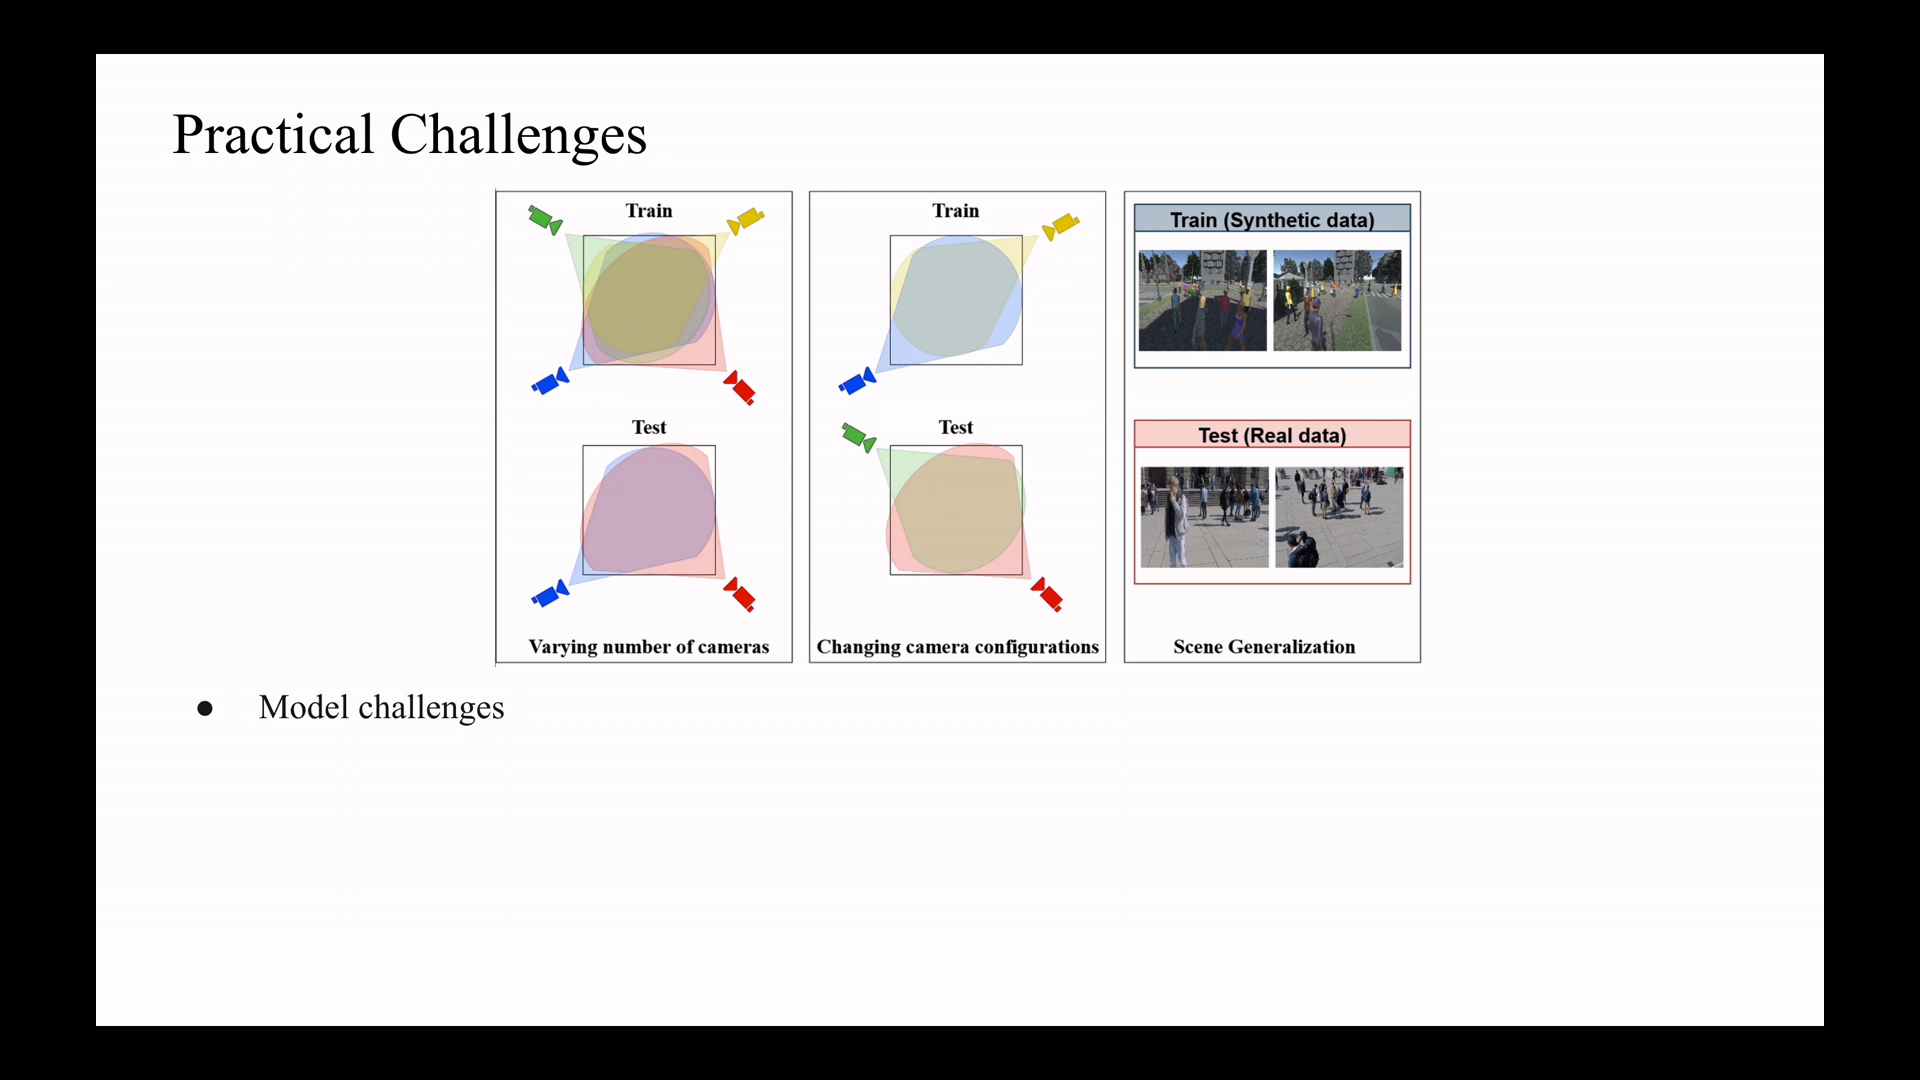 Practical Challenges
Train
Test
Varying number of cameras
Train
Test
Changing camera configurations
Train (Synthetic data)
Test (Real data)
Scene Generalization
● Model challenges